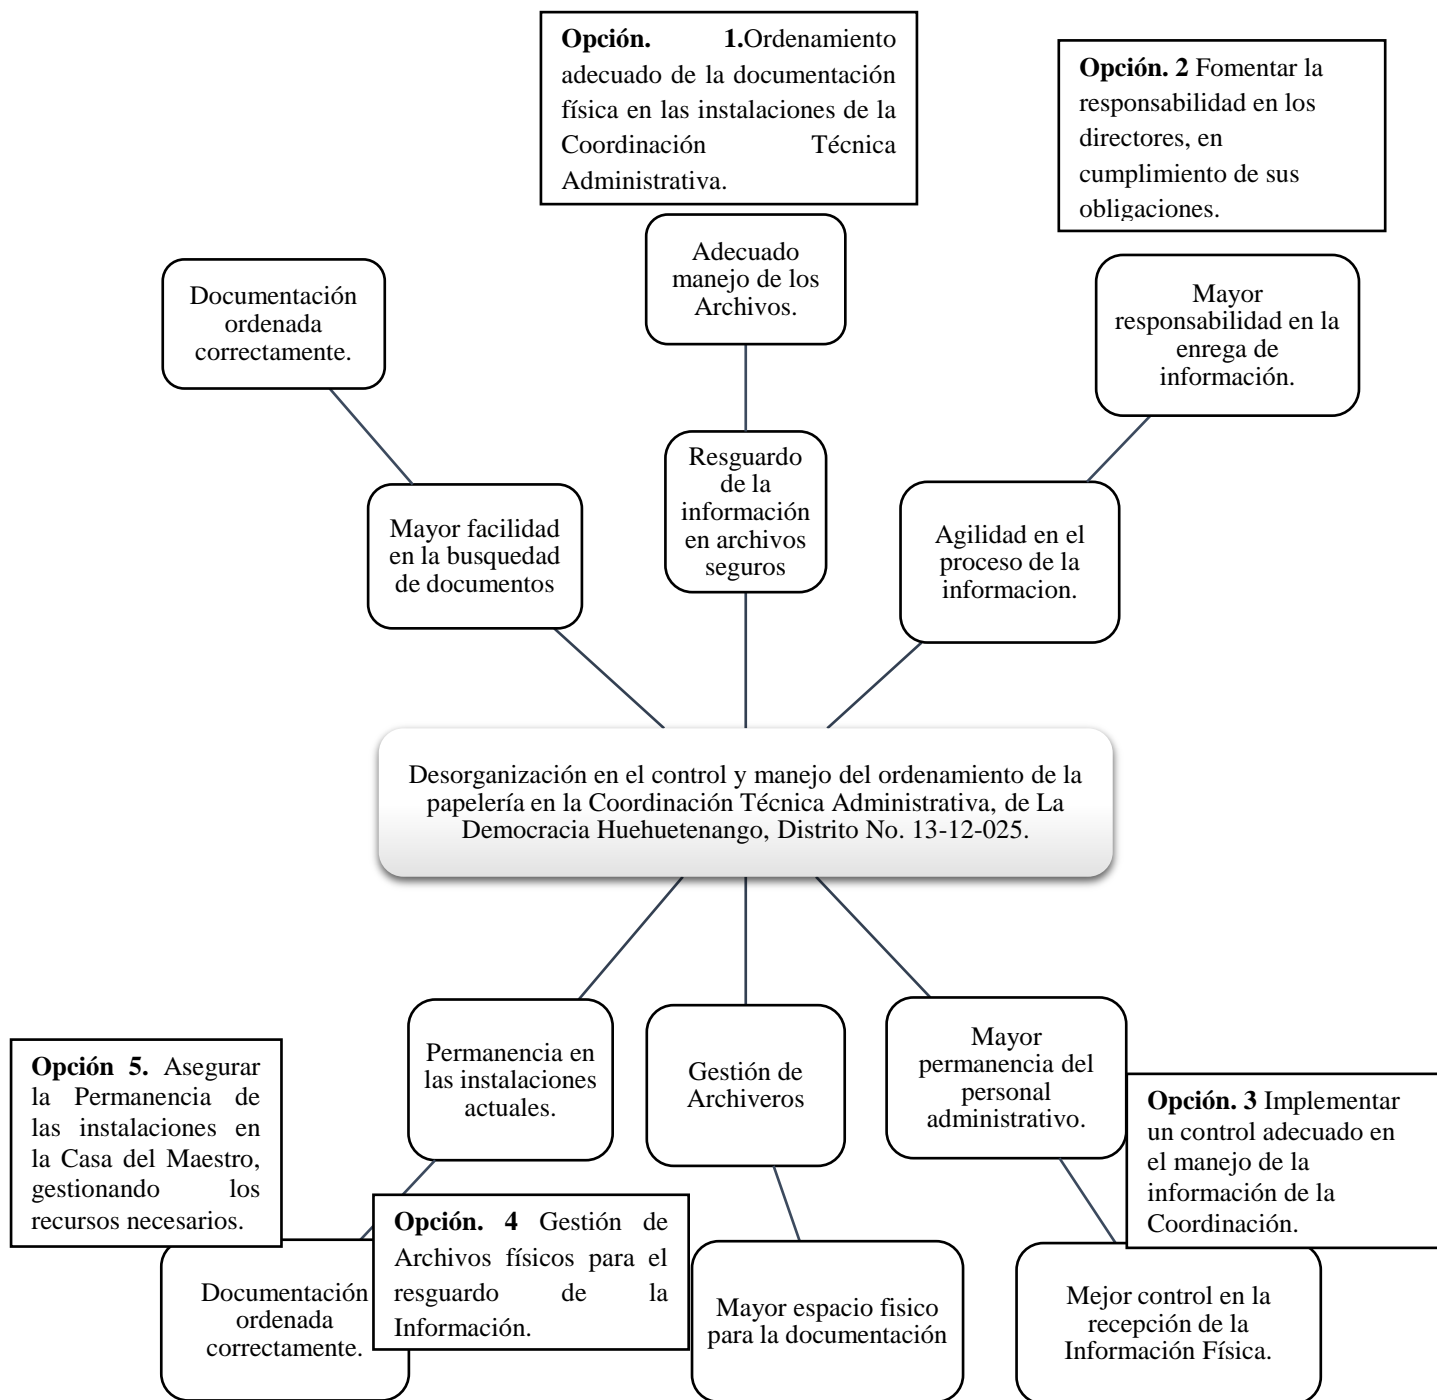 Opción. 1.Ordenamiento
adecuado de la documentación
física en las instalaciones de la
Coordinación Técnica
Administrativa.
Opción. 2 Fomentar la
responsabilidad en los
directores, en
cumplimiento de sus
obligaciones.
Documentación
ordenada
correctamente.
Adecuado
manejo de los
Archivos.
Mayor
responsabilidad en la
enrega de
información.
Mayor facilidad
en la busquedad
de documentos
Resguardo
de la
información
en archivos
seguros
Agilidad en el
proceso de la
informacion.
Desorganización en el control y manejo del ordenamiento de la
papelería en la Coordinación Técnica Administrativa, de La
Democracia Huehuetenango, Distrito No. 13-12-025.
Permanencia en
las instalaciones
actuales.
Gestión de
Archiveros
Mayor
permanencia del
personal
administrativo.
Opción 5. Asegurar
la Permanencia de
las instalaciones en
la Casa del Maestro,
gestionando los
recursos necesarios.
Opción. 4 Gestión de
Archivos físicos para el
resguardo de la
Información.
Opción. 3 Implementar
un control adecuado en
el manejo de la
información de la
Coordinación.
Documentación
ordenada
correctamente.
Mayor espacio fisico
para la documentación
Mejor control en la
recepción de la
Información Física.